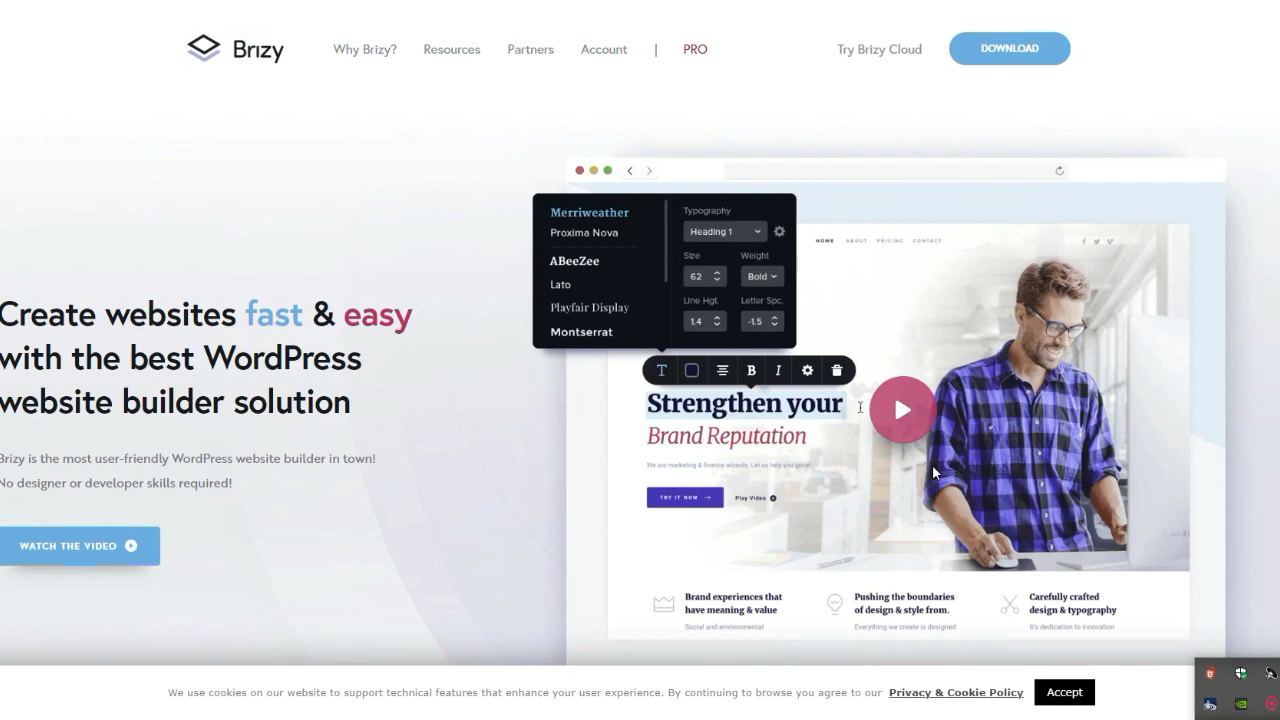 Brizy
Why Brizy? Resources Partners Account | PRO
Try Brizy Cloud DOWNLOAD
Create websites fast & easy
with the best WordPress
website builder solution
Brizy is the most user-friendly WordPress website builder in town!
No designer or developer skills required!
WATCH THE VIDEO
Merriweather
Proxima Nova
ABeeZee
Lato
Playfair Display
Montserrat
Typography
Heading 1
Size Weight
62 Bold
Line Hgt. Letter Spc.
1.4 -1.5
T B I
HOME ABOUT PRICING CONTACT
Strengthen your
Brand Reputation
We are marketing & finance wizards. Let us help you grow!
TRY IT NOW Play Video
Brand experiences that
have meaning & value
Social and environmental
Pushing the boundaries
of design & style from.
Everything we create is designed
Carefully crafted
design & typography
It's dedication to innovation
We use cookies on our website to support technical features that enhance your user experience. By continuing to browse you agree to our Privacy & Cookie Policy Accept